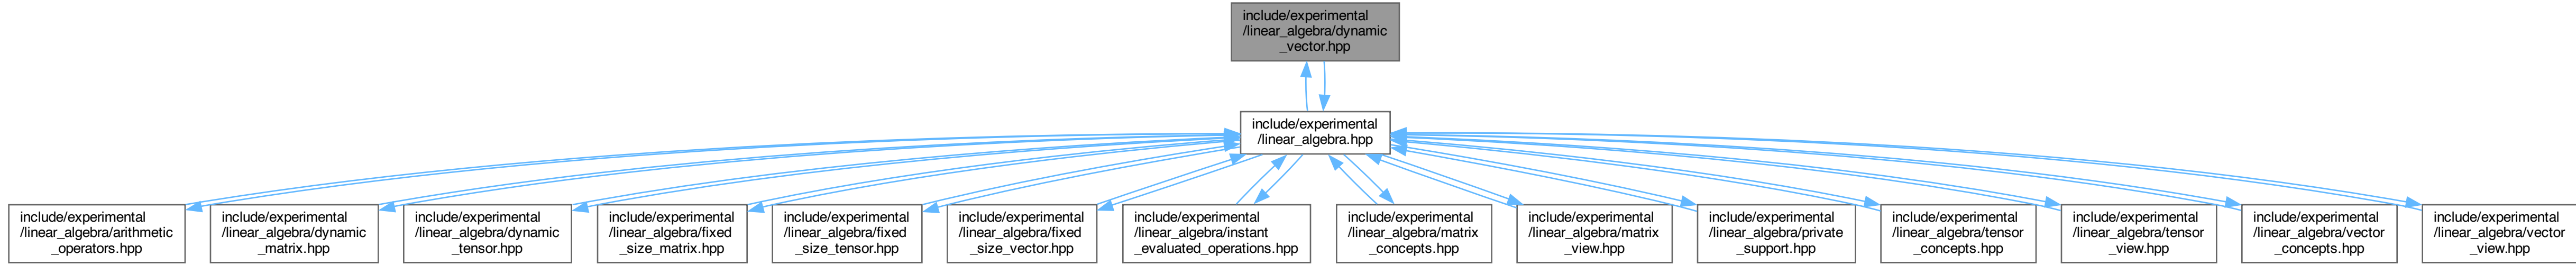 include/experimental
/linear_algebra/dynamic
_vector.hpp
include/experimental
/linear_algebra.hpp
include/experimental
/linear_algebra/arithmetic
_operators.hpp
include/experimental
/linear_algebra/dynamic
_matrix.hpp
include/experimental
/linear_algebra/dynamic
_tensor.hpp
include/experimental
/linear_algebra/fixed
_size_matrix.hpp
include/experimental
/linear_algebra/fixed
_size_tensor.hpp
include/experimental
/linear_algebra/fixed
_size_vector.hpp
include/experimental
/linear_algebra/instant
_evaluated_operations.hpp
include/experimental
/linear_algebra/matrix
_concepts.hpp
include/experimental
/linear_algebra/matrix
_view.hpp
include/experimental
/linear_algebra/private
_support.hpp
include/experimental
/linear_algebra/tensor
_concepts.hpp
include/experimental
/linear_algebra/tensor
_view.hpp
include/experimental
/linear_algebra/vector
_concepts.hpp
include/experimental
/linear_algebra/vector
_view.hpp